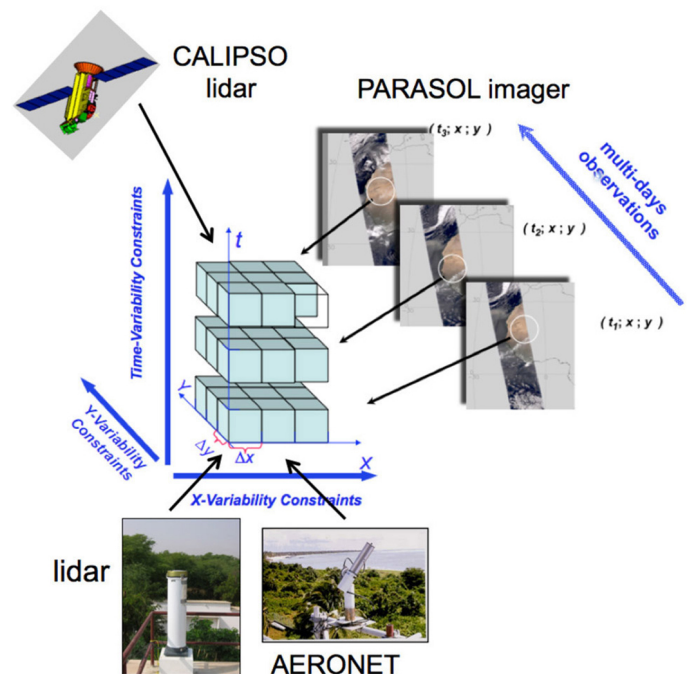 CALIPSO
lidar
PARASOL imager
( t3; x ; y )
multi-days
observations
( t2; x ; y )
( t1; x ; y )
t
Time-Variability Constraints
Y-Variability
Constraints
Y
Δy
Δx
X
X-Variability Constraints
lidar
AERONET